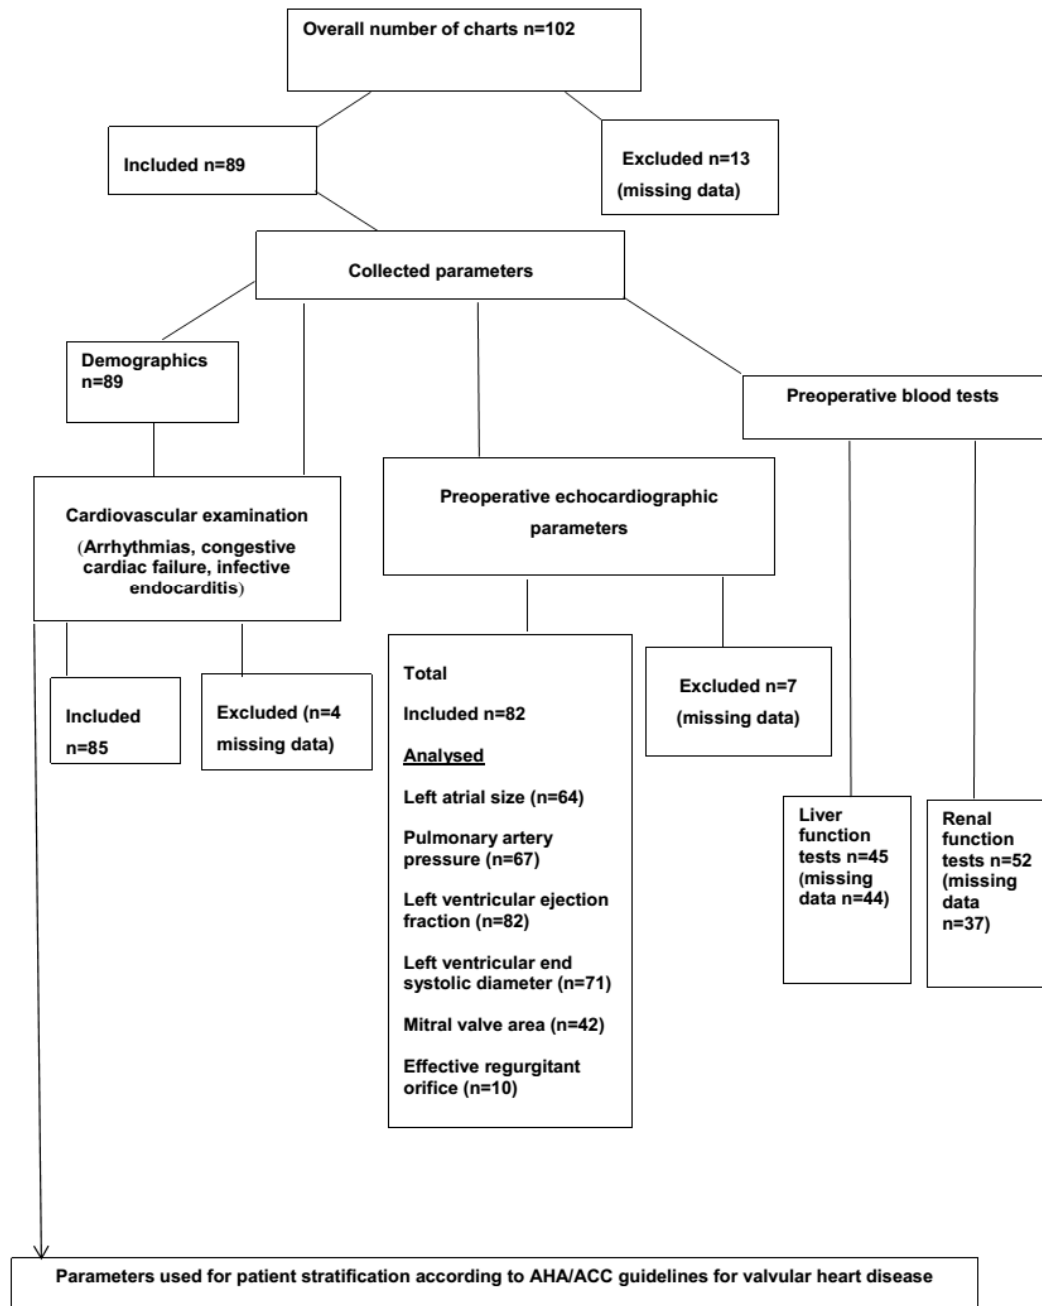 Overall number of charts n=102
Included n=89
Excluded n=13
(missing data)
Collected parameters
Demographics
n=89
Preoperative blood tests
Cardiovascular examination
(Arrhythmias, congestive
cardiac failure, infective
endocarditis)
Preoperative echocardiographic
parameters
Included
n=85
Excluded (n=4
missing data)
Total
Included n=82
Analysed
Left atrial size (n=64)
Pulmonary artery
pressure (n=67)
Left ventricular ejection
fraction (n=82)
Left ventricular end
systolic diameter (n=71)
Mitral valve area (n=42)
Effective regurgitant
orifice (n=10)
Excluded n=7
(missing data)
Liver
function
tests n=45
(missing
data n=44)
Renal
function
tests n=52
(missing
data
n=37)
Parameters used for patient stratification according to AHA/ACC guidelines for valvular heart disease